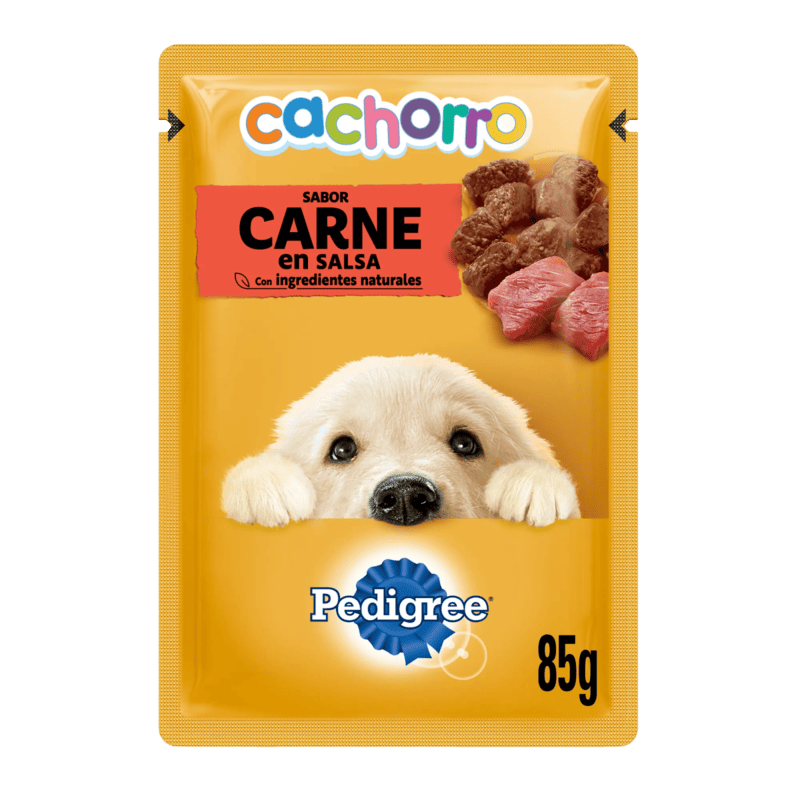 cachorro
SABOR
CARNE
en SALSA
Con ingredientes naturales
Pedigree®
85g